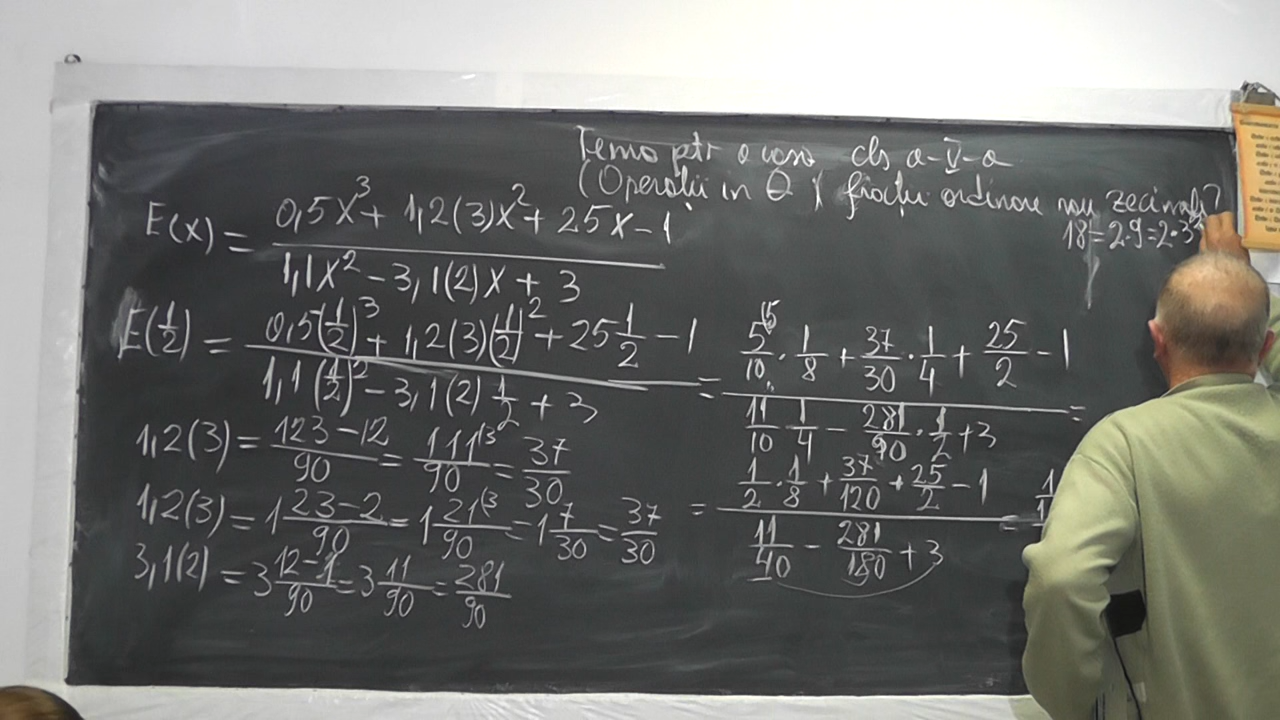 Temo ptr a casa cls a-V-a
(Operații in Q) fracții ordinare sau zecimale?
18 = 2·9=2·3²
E(x) = (0,5x³ + 1,2(3)x² + 25x - 1) / (1,1x² - 3,1(2)x + 3)
E(1/2) = (0,5(1/2)³ + 1,2(3)(1/2)² + 25 1/2 - 1) / (1,1(1/2)² - 3,1(2) 1/2 + 3) = (5/10 (5 · 1/8 + 37/30 · 1/4 + 25/2 - 1) / (11/10 · 1/4 - 281/90 · 1/2 + 3) =
= (1/2 · 1/8 + 37/120 + 25/2 - 1) / (11/40 - 281/180 + 3) =
1,2(3) = (123-12)/90 = 111/90 (3 = 37/30
1,2(3) = 1 (23-2)/90 = 1 21/90 (3 = 1 7/30 = 37/30
3,1(2) = 3 (12-1)/90 = 3 11/90 = 281/90